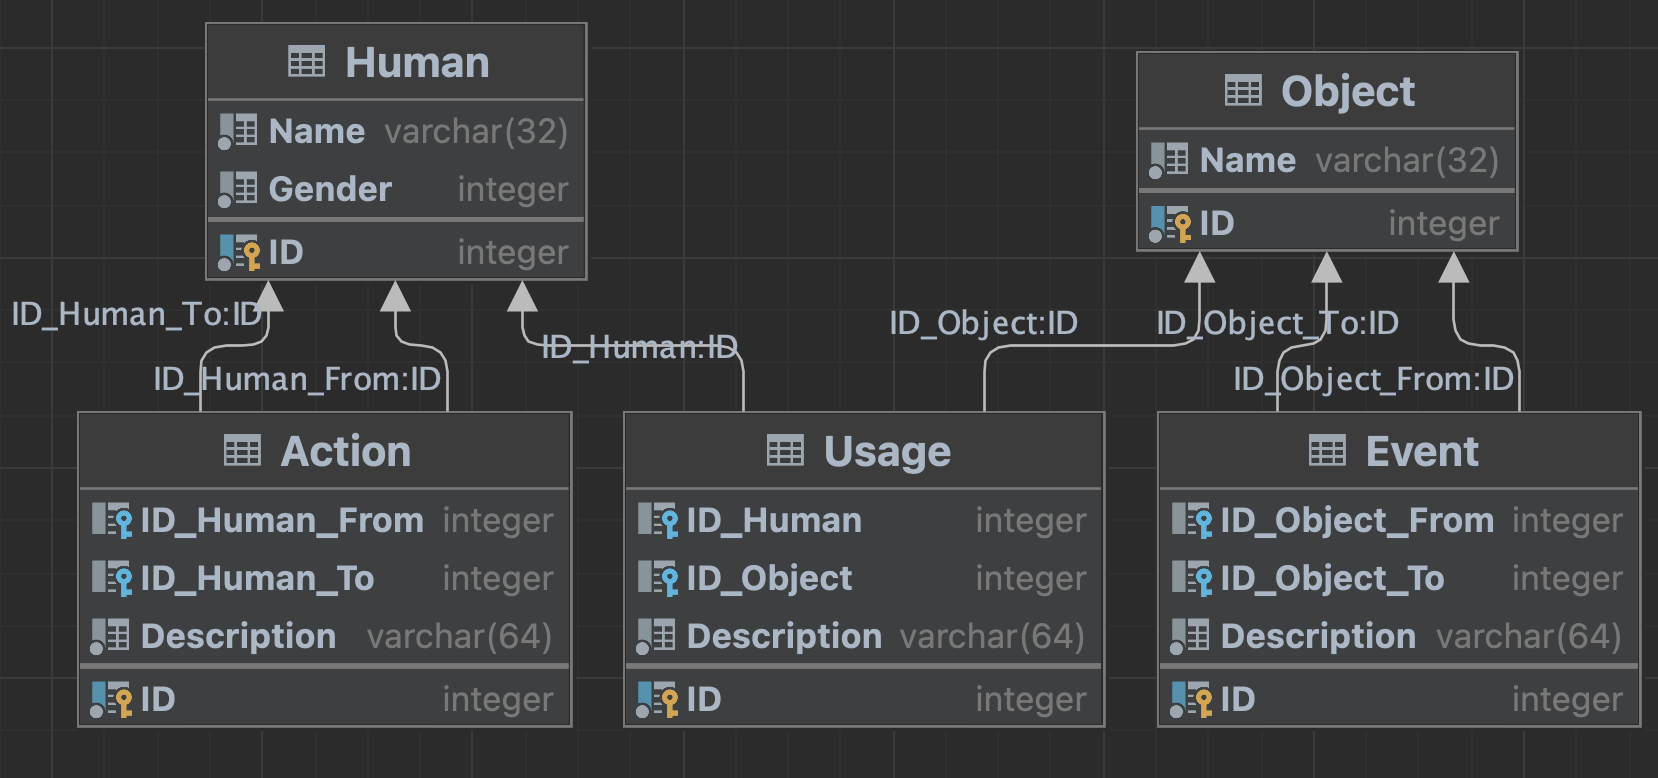 Human
Name varchar(32)
Gender integer
ID integer
Object
Name varchar(32)
ID integer
ID_Human_To:ID
ID_Human_From:ID
ID_Human:ID
ID_Object:ID
ID_Object_To:ID
ID_Object_From:ID
Action
ID_Human_From integer
ID_Human_To integer
Description varchar(64)
ID integer
Usage
ID_Human integer
ID_Object integer
Description varchar(64)
ID integer
Event
ID_Object_From integer
ID_Object_To integer
Description varchar(64)
ID integer